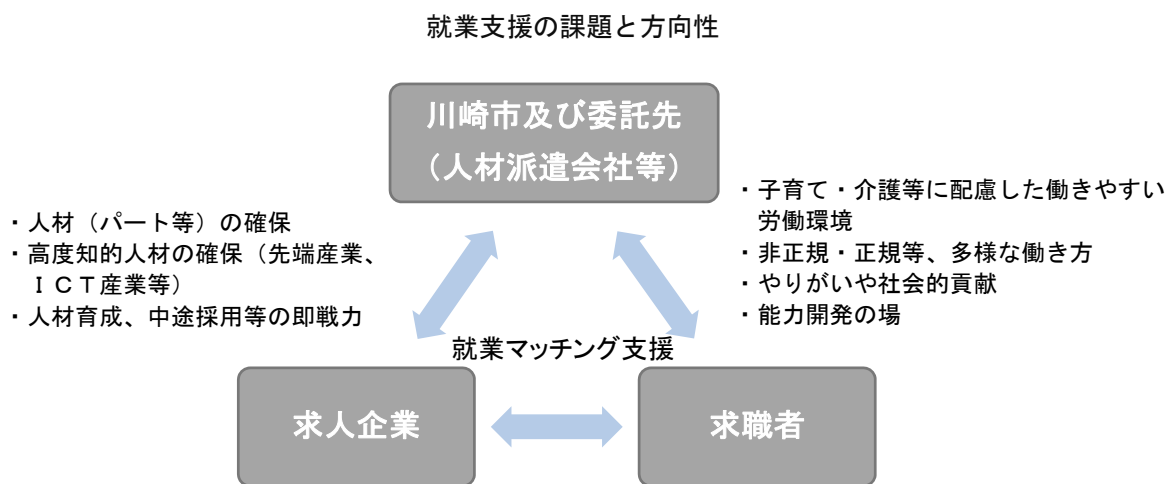 就業支援の課題と方向性
川崎市及び委託先
（人材派遣会社等）
・人材（パート等）の確保
・高度知的人材の確保（先端産業、
ＩＣＴ産業等）
・人材育成、中途採用等の即戦力
・子育て・介護等に配慮した働きやすい
労働環境
・非正規・正規等、多様な働き方
・やりがいや社会的貢献
・能力開発の場
就業マッチング支援
求人企業
求職者